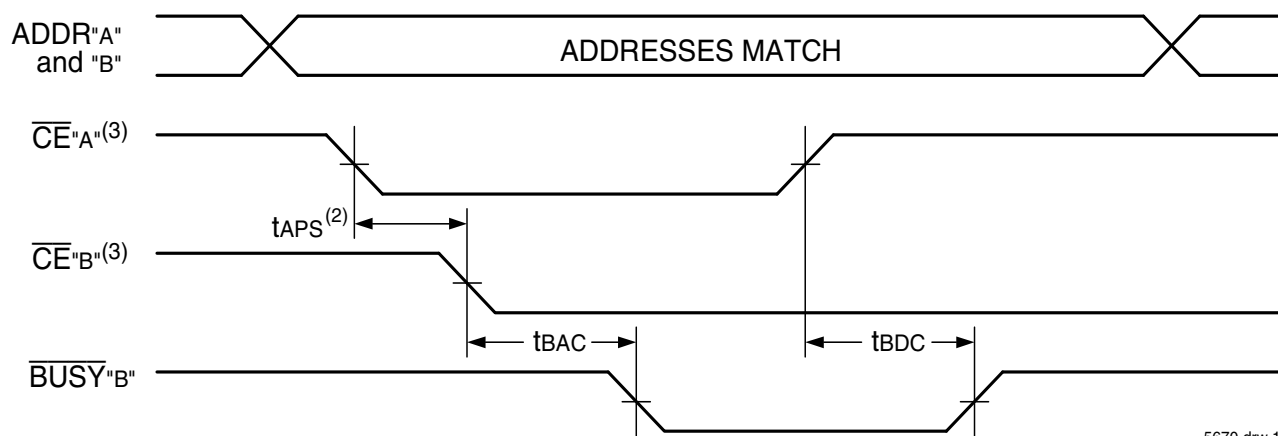 ADDR"A"
and "B"
ADDRESSES MATCH
CE"A"(3)
tAPS(2)
CE"B"(3)
tBAC
tBDC
BUSY"B"